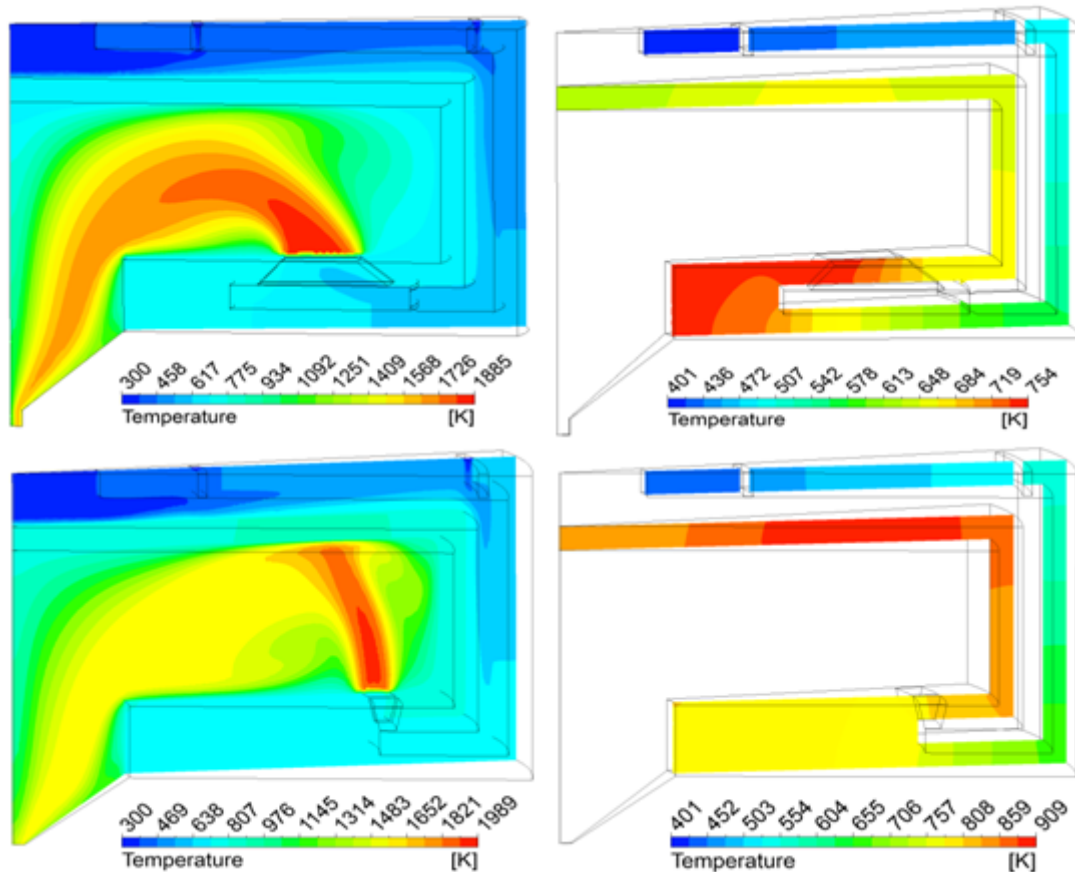 300 458 617 775 934 1092 1251 1409 1568 1726 1885
Temperature [K]
401 436 472 507 542 578 613 648 684 719 754
Temperature [K]
300 469 638 807 976 1145 1314 1483 1652 1821 1989
Temperature [K]
401 452 503 554 604 655 706 757 808 859 909
Temperature [K]